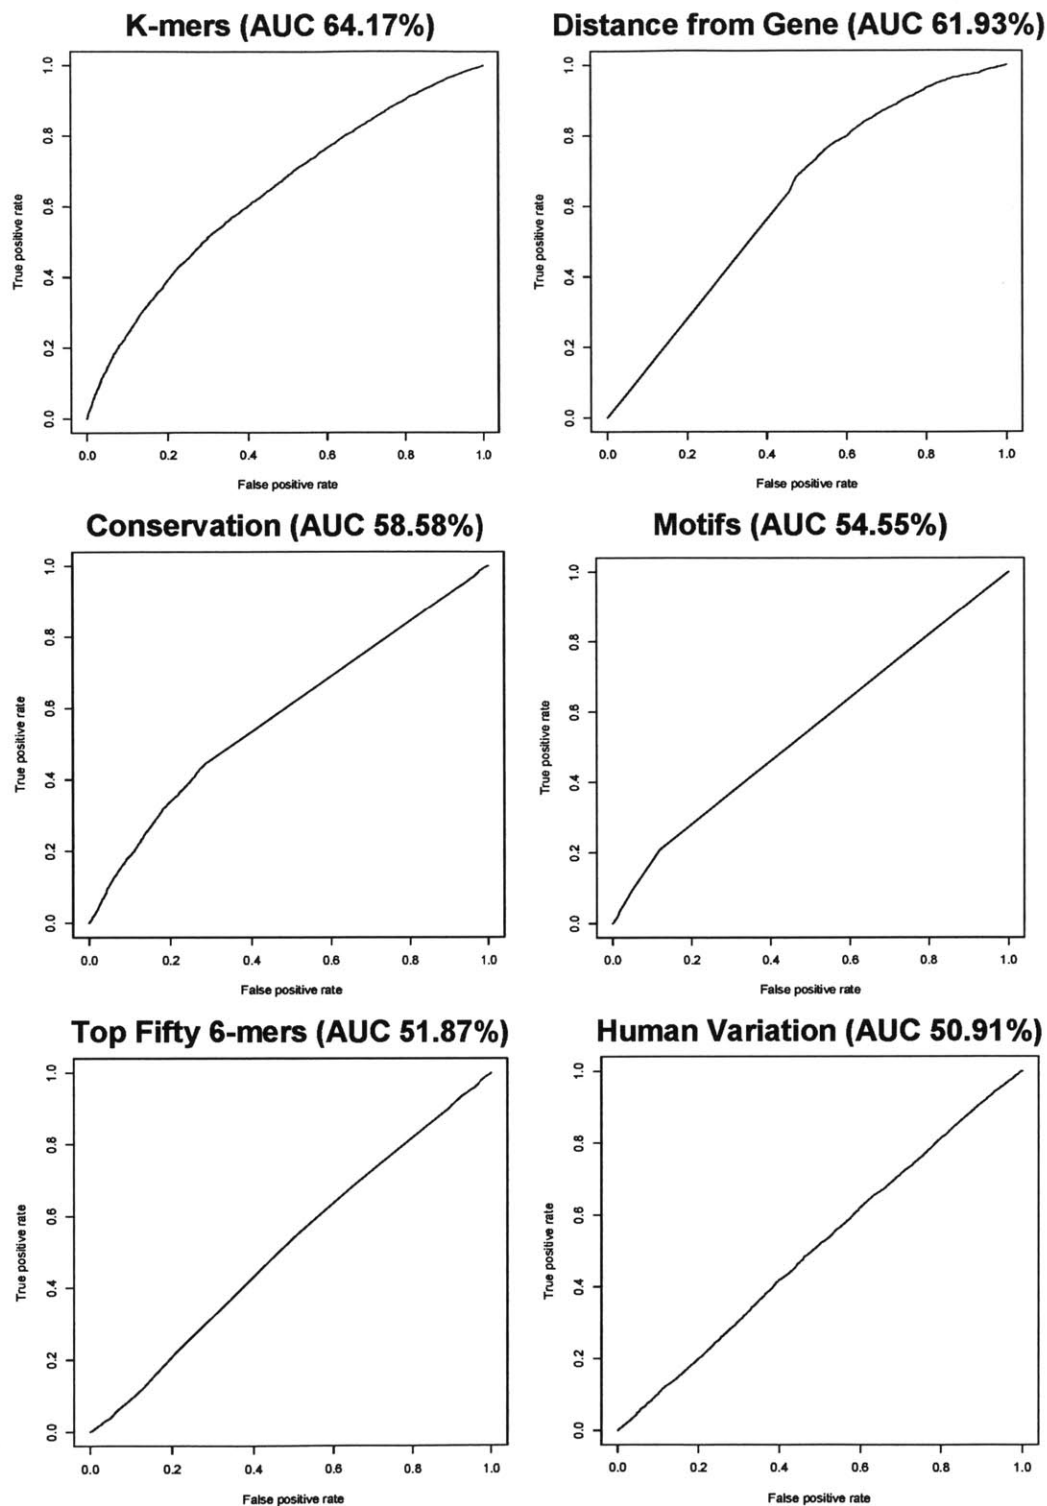 K-mers (AUC 64.17%)
1.0
0.8
0.6
0.4
0.2
0.0
True positive rate
0.0 0.2 0.4 0.6 0.8 1.0
False positive rate
Distance from Gene (AUC 61.93%)
1.0
0.8
0.6
0.4
0.2
0.0
True positive rate
0.0 0.2 0.4 0.6 0.8 1.0
False positive rate
Conservation (AUC 58.58%)
1.0
0.8
0.6
0.4
0.2
0.0
True positive rate
0.0 0.2 0.4 0.6 0.8 1.0
False positive rate
Motifs (AUC 54.55%)
1.0
0.8
0.6
0.4
0.2
0.0
True positive rate
0.0 0.2 0.4 0.6 0.8 1.0
False positive rate
Top Fifty 6-mers (AUC 51.87%)
1.0
0.8
0.6
0.4
0.2
0.0
True positive rate
0.0 0.2 0.4 0.6 0.8 1.0
False positive rate
Human Variation (AUC 50.91%)
1.0
0.8
0.6
0.4
0.2
0.0
True positive rate
0.0 0.2 0.4 0.6 0.8 1.0
False positive rate